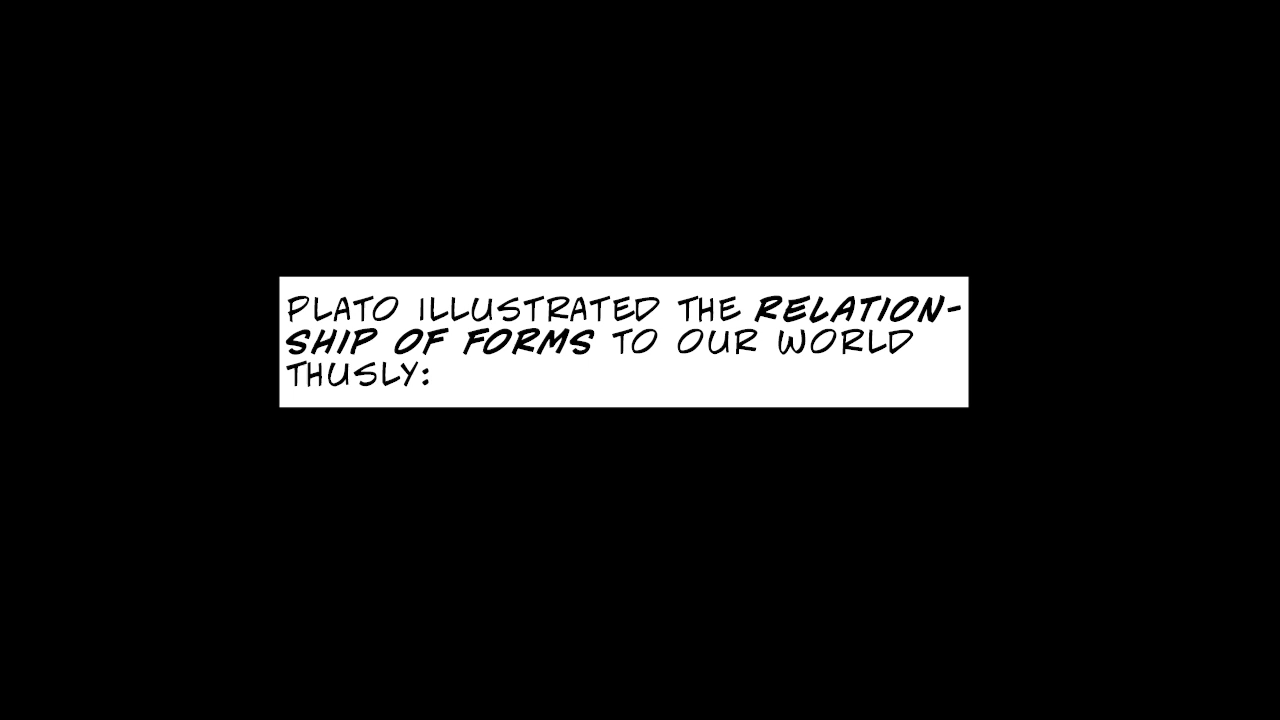 PLATO ILLUSTRATED THE RELATION-
SHIP OF FORMS TO OUR WORLD
THUSLY: